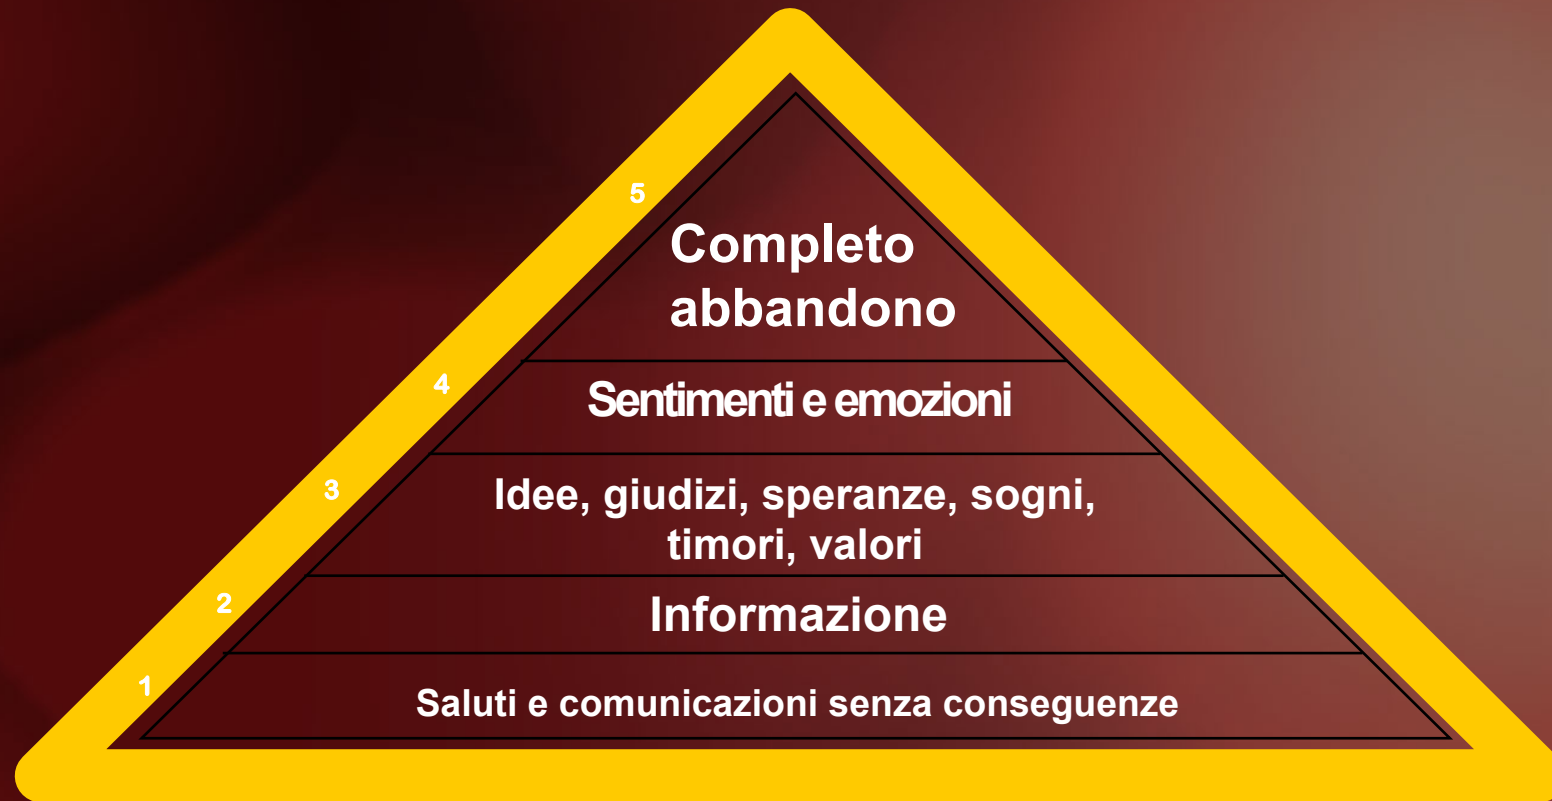 5
Completo
abbandono
4
Sentimenti e emozioni
3
Idee, giudizi, speranze, sogni,
timori, valori
2
Informazione
1
Saluti e comunicazioni senza conseguenze